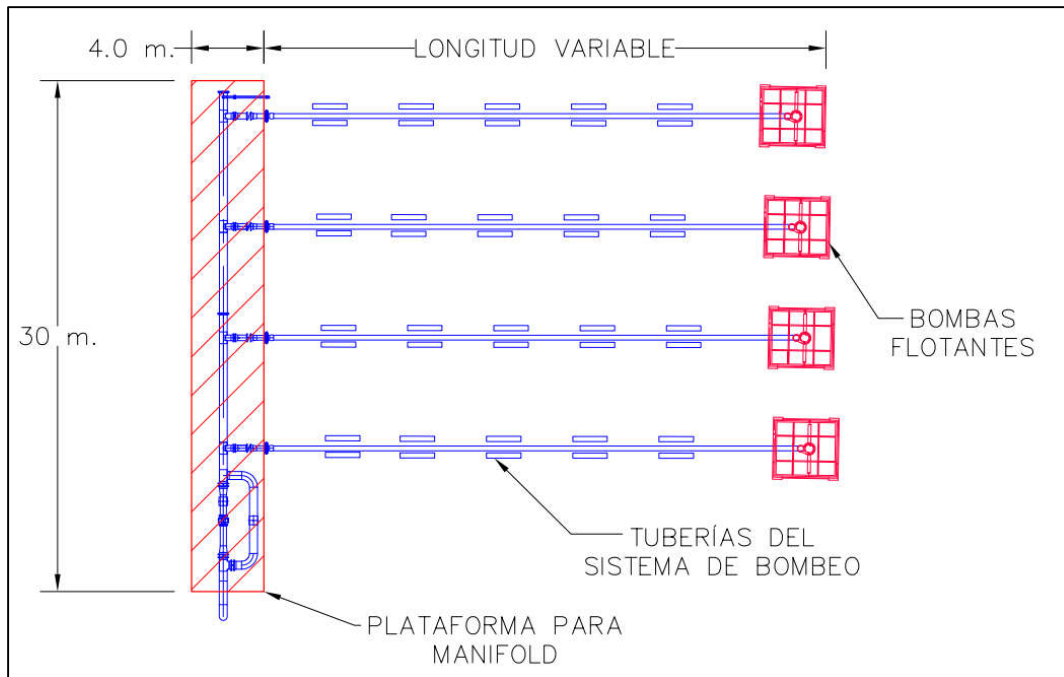 4.0 m.
LONGITUD VARIABLE
30 m.
BOMBAS
FLOTANTES
TUBERÍAS DEL
SISTEMA DE BOMBEO
PLATAFORMA PARA
MANIFOLD